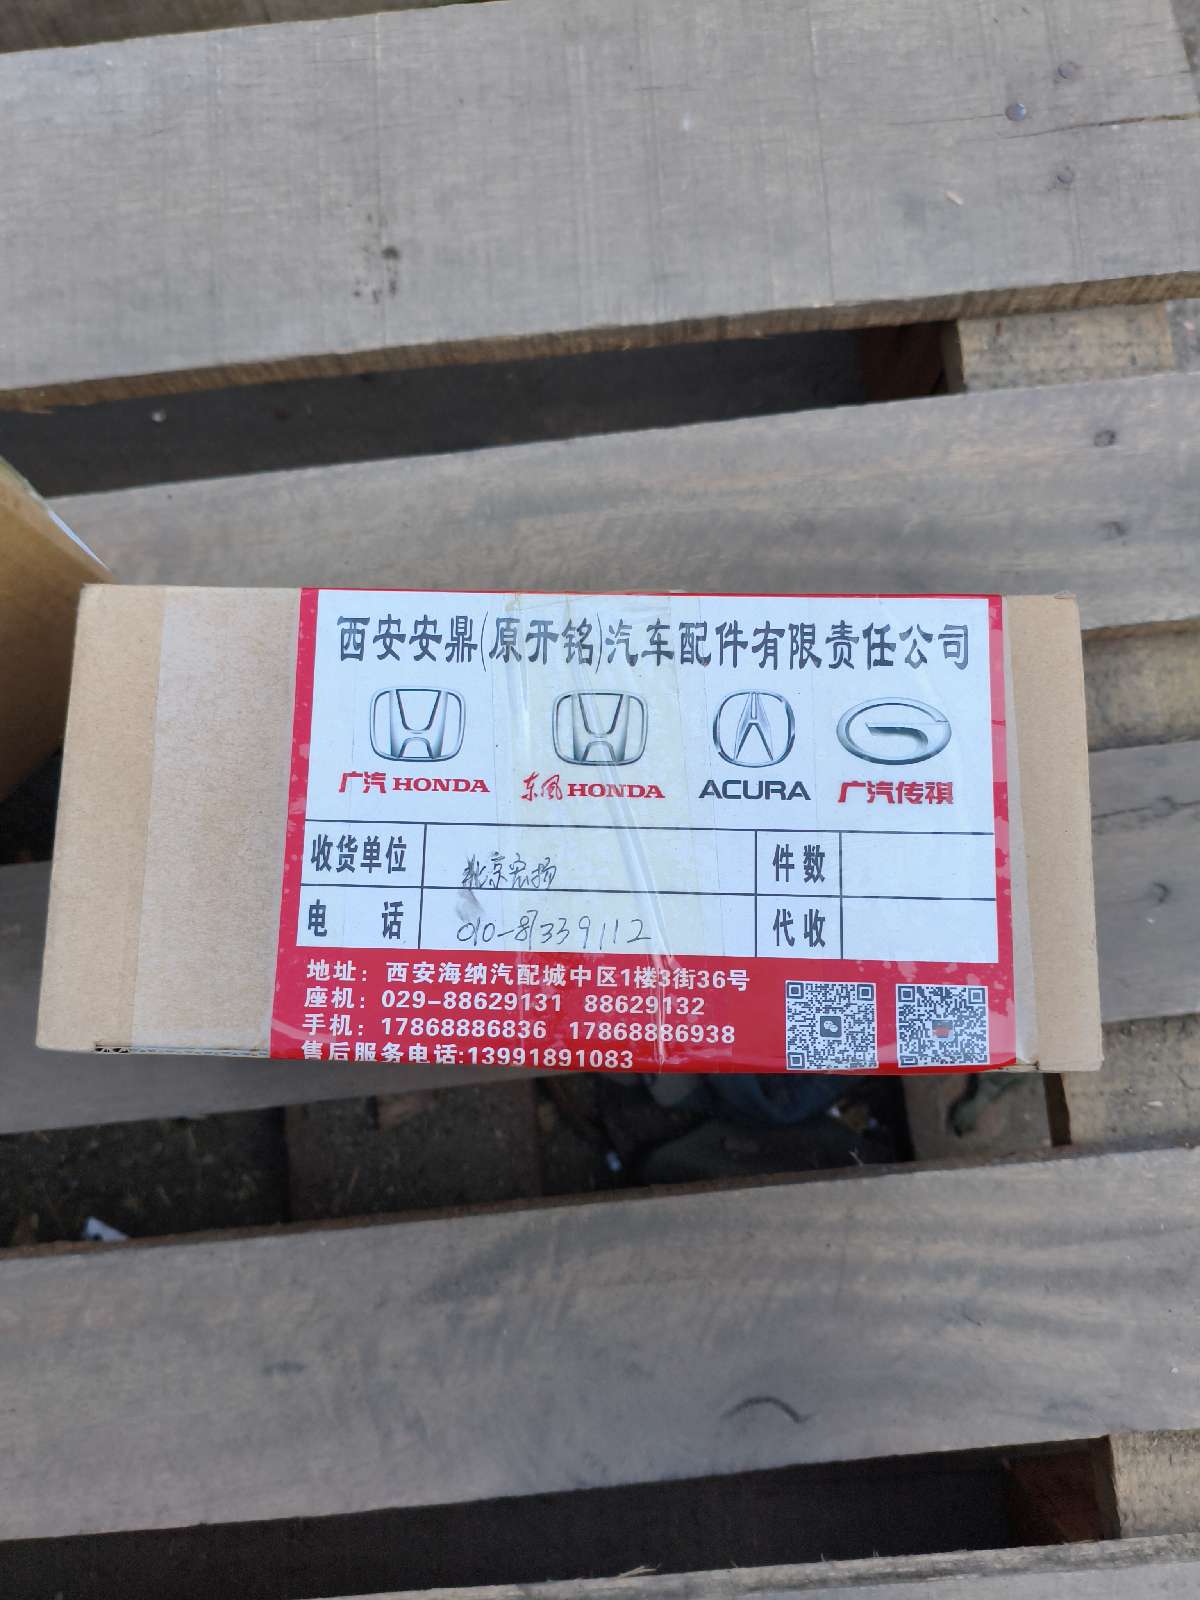 西安安鼎(原开铭)汽车配件有限责任公司
广汽 HONDA 东风 HONDA ACURA 广汽传祺
收货单位 北京宏扬 件数
电话 010-87339112 代收
地址：西安海纳汽配城中区1楼3街36号
座机：029-88629131 88629132
手机：17868886836 17868886938
售后服务电话:13991891083